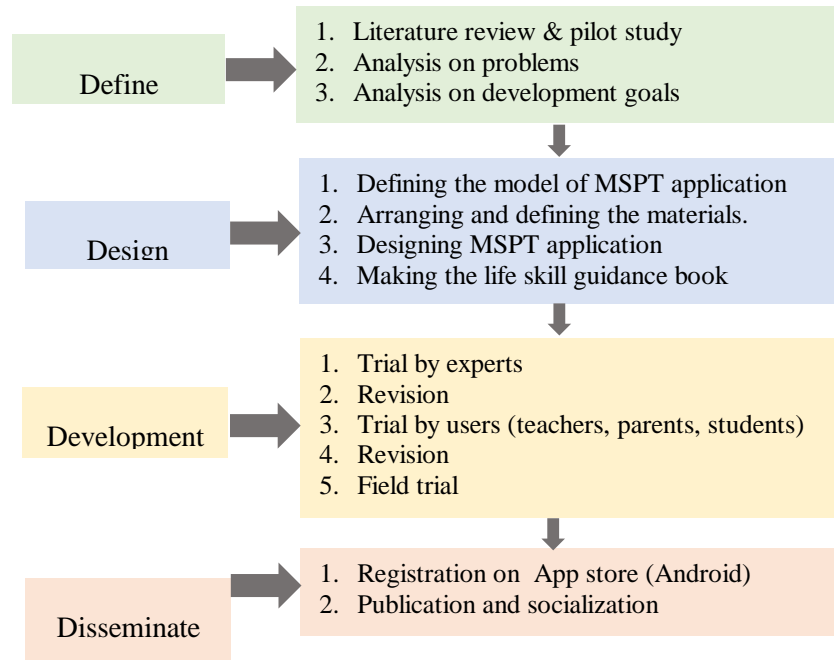 Define
1. Literature review & pilot study
2. Analysis on problems
3. Analysis on development goals
Design
1. Defining the model of MSPT application
2. Arranging and defining the materials.
3. Designing MSPT application
4. Making the life skill guidance book
Development
1. Trial by experts
2. Revision
3. Trial by users (teachers, parents, students)
4. Revision
5. Field trial
Disseminate
1. Registration on App store (Android)
2. Publication and socialization